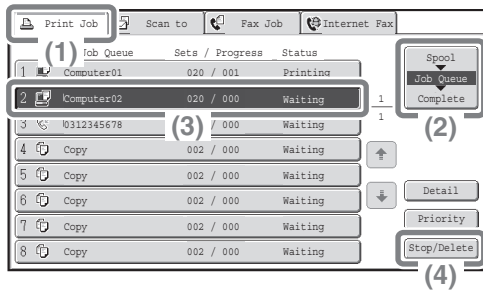 Print Job Scan to Fax Job Internet Fax
(1)
Job Queue Sets / Progress Status
1 Computer01 020 / 001 Printing
2 Computer02 020 / 000 Waiting
3 0312345678 / 000 Waiting
(3)
4 Copy 002 / 000 Waiting
5 Copy 002 / 000 Waiting
6 Copy 002 / 000 Waiting
7 Copy 002 / 000 Waiting
8 Copy 002 / 000 Waiting
1
1
Spool
Job Queue
Complete
(2)
Detail
Priority
Stop/Delete
(4)